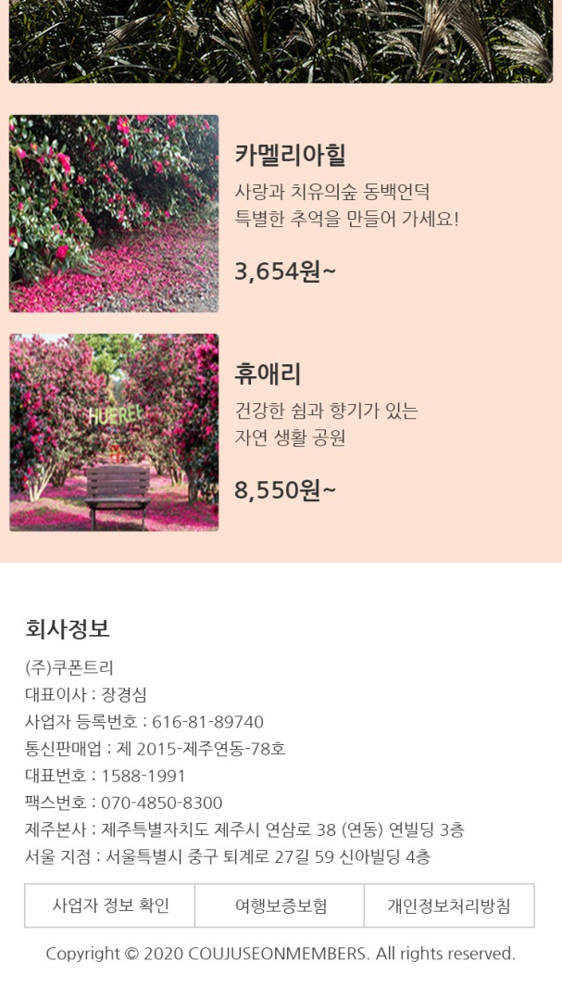 카멜리아힐
사랑과 치유의숲 동백언덕
특별한 추억을 만들어 가세요!
3,654원~
HUEREE
휴애리
건강한 쉼과 향기가 있는
자연 생활 공원
8,550원~
회사정보
(주)쿠폰트리
대표이사 : 장경심
사업자 등록번호 : 616-81-89740
통신판매업 : 제 2015-제주연동-78호
대표번호 : 1588-1991
팩스번호 : 070-4850-8300
제주본사 : 제주특별자치도 제주시 연삼로 38 (연동) 연빌딩 3층
서울 지점 : 서울특별시 중구 퇴계로 27길 59 신아빌딩 4층
사업자 정보 확인
여행보증보험
개인정보처리방침
Copyright © 2020 COUJUSEONMEMBERS. All rights reserved.